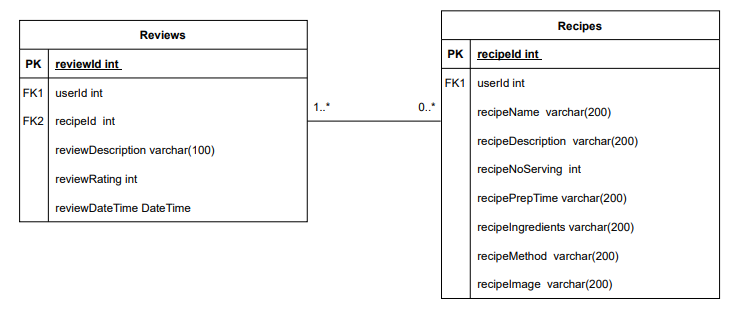 Reviews
PK reviewId int
FK1 userId int
FK2 recipeId int
reviewDescription varchar(100)
reviewRating int
reviewDateTime DateTime
1..* 0..*
Recipes
PK recipeId int
FK1 userId int
recipeName varchar(200)
recipeDescription varchar(200)
recipeNoServing int
recipePrepTime varchar(200)
recipeIngredients varchar(200)
recipeMethod varchar(200)
recipeImage varchar(200)